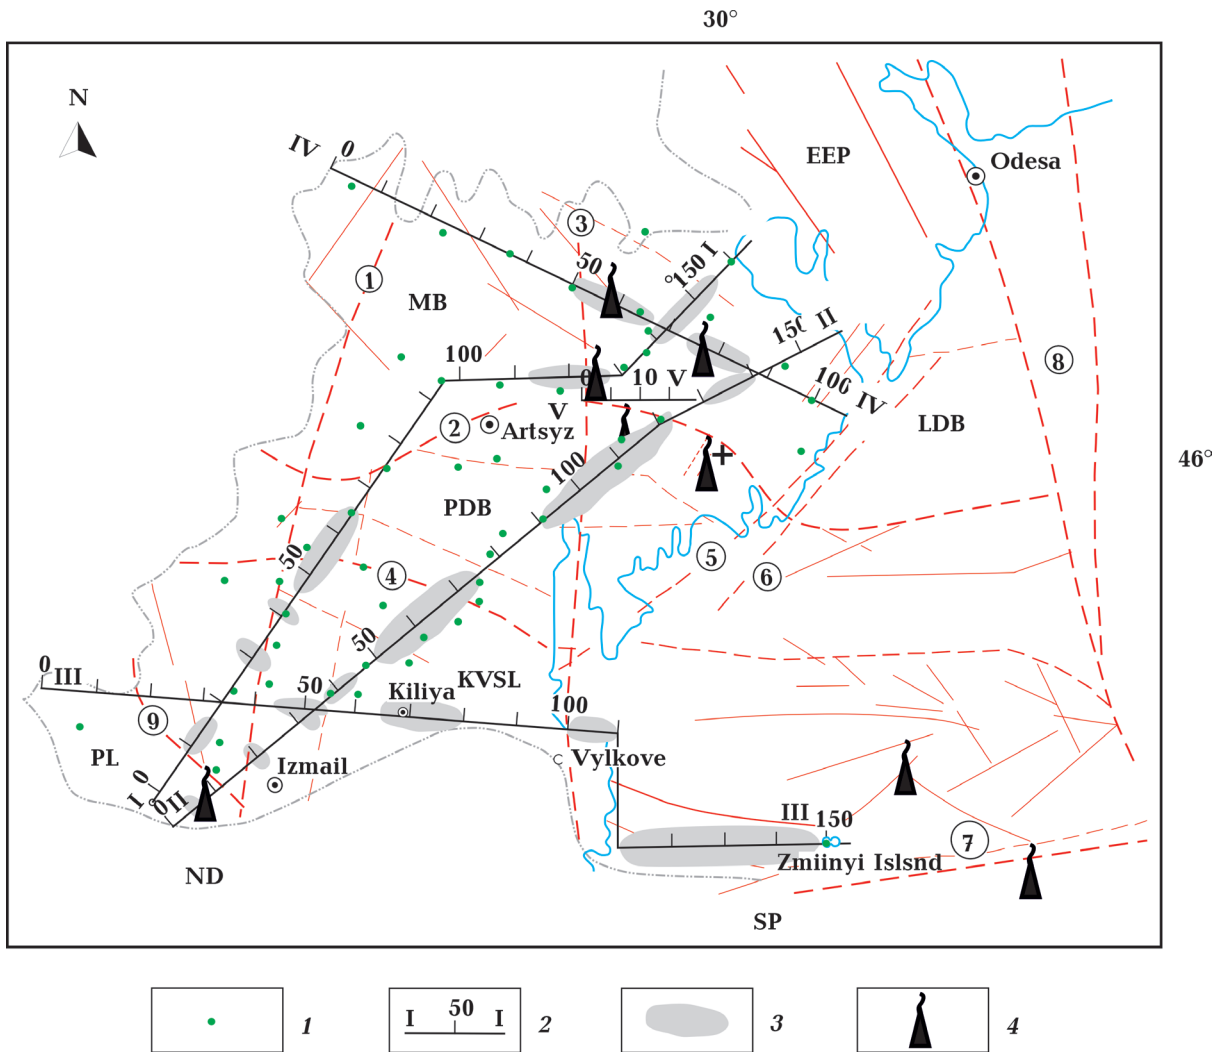 30°
N
EEP
Odesa
IV 0
3
50
150 I
1
MB
150 II
8
100
0 10 V
100 IV
V
2
Artsyz
LDB
46°
100
PDB
50
4
5
6
50
0
III
50
Kiliya
KVSL
100
9
PL
Izmail
Vylkove
0
I
0
II
III 150
7
Zmiinyi Islsnd
ND
SP
1
I 50 I
2
3
4